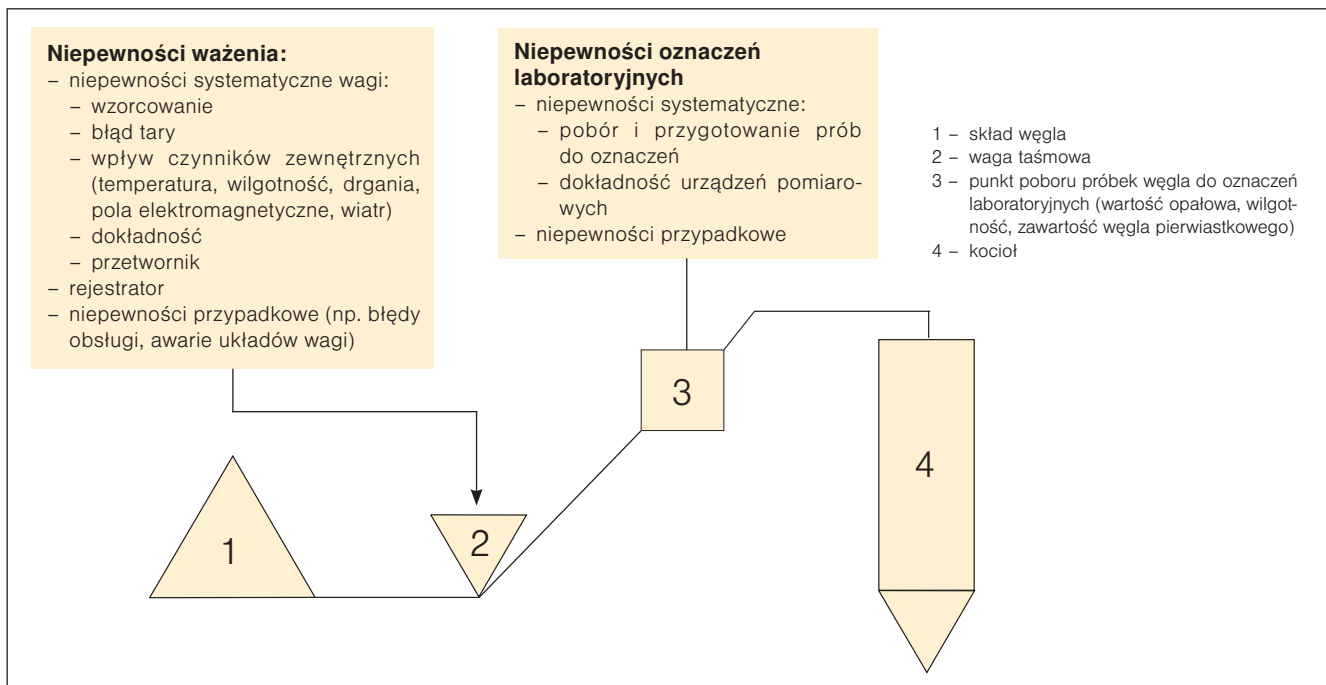 Niepewności ważenia:
– niepewności systematyczne wagi:
– wzorcowanie
– błąd tary
– wpływ czynników zewnętrznych
(temperatura, wilgotność, drgania,
pola elektromagnetyczne, wiatr)
– dokładność
– przetwornik
– rejestrator
– niepewności przypadkowe (np. błędy
obsługi, awarie układów wagi)
Niepewności oznaczeń
laboratoryjnych
– niepewności systematyczne:
– pobór i przygotowanie prób
do oznaczeń
– dokładność urządzeń pomiaro-
wych
– niepewności przypadkowe
1 – skład węgla
2 – waga taśmowa
3 – punkt poboru próbek węgla do oznaczeń
laboratoryjnych (wartość opałowa, wilgot-
ność, zawartość węgla pierwiastkowego)
4 – kocioł
1
2
3
4